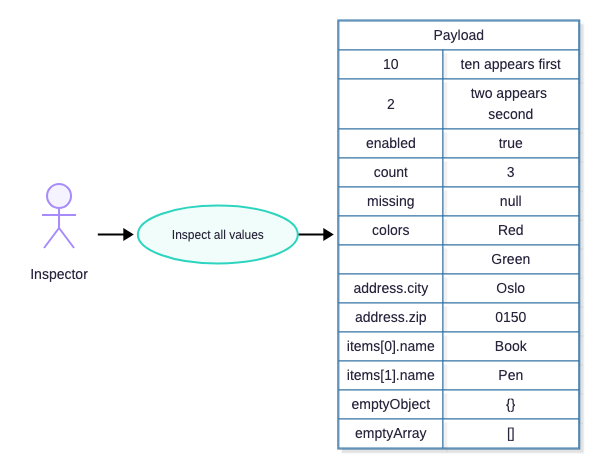 Payload
10 ten appears first
2 two appears
second
enabled true
count 3
missing null
colors Red
Green
address.city Oslo
address.zip 0150
items[0].name Book
items[1].name Pen
emptyObject {}
emptyArray []
Inspect all values
Inspector